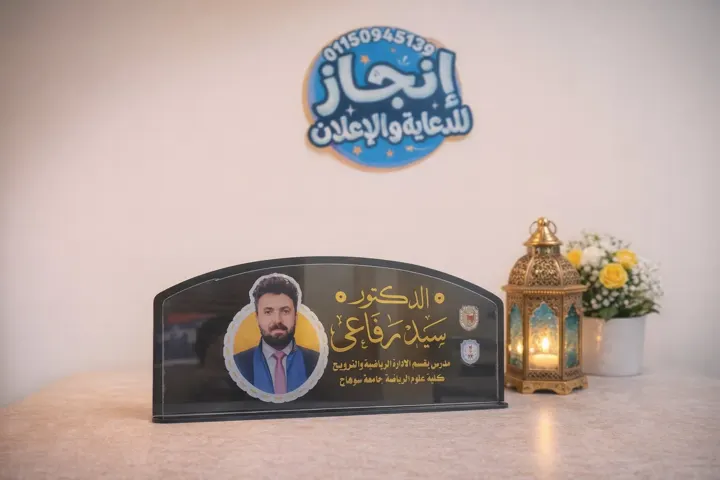 01150945139
إنجاز
للدعاية والإعلان
الدكتور
سيد رفاعى
مدرس بقسم الادارة الرياضية والترويح
كلية علوم الرياضة جامعة سوهاج